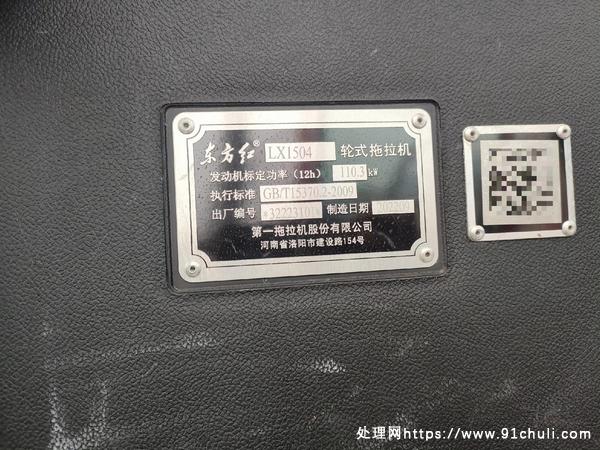 东方红® LX1504 轮式拖拉机
发动机标定功率（12h） 110.3 kW
执行标准 GB/T15370.2-2009
出厂编号 *32223101* 制造日期 202209
第一拖拉机股份有限公司
河南省洛阳市建设路154号
处理网https://www.91chuli.com/